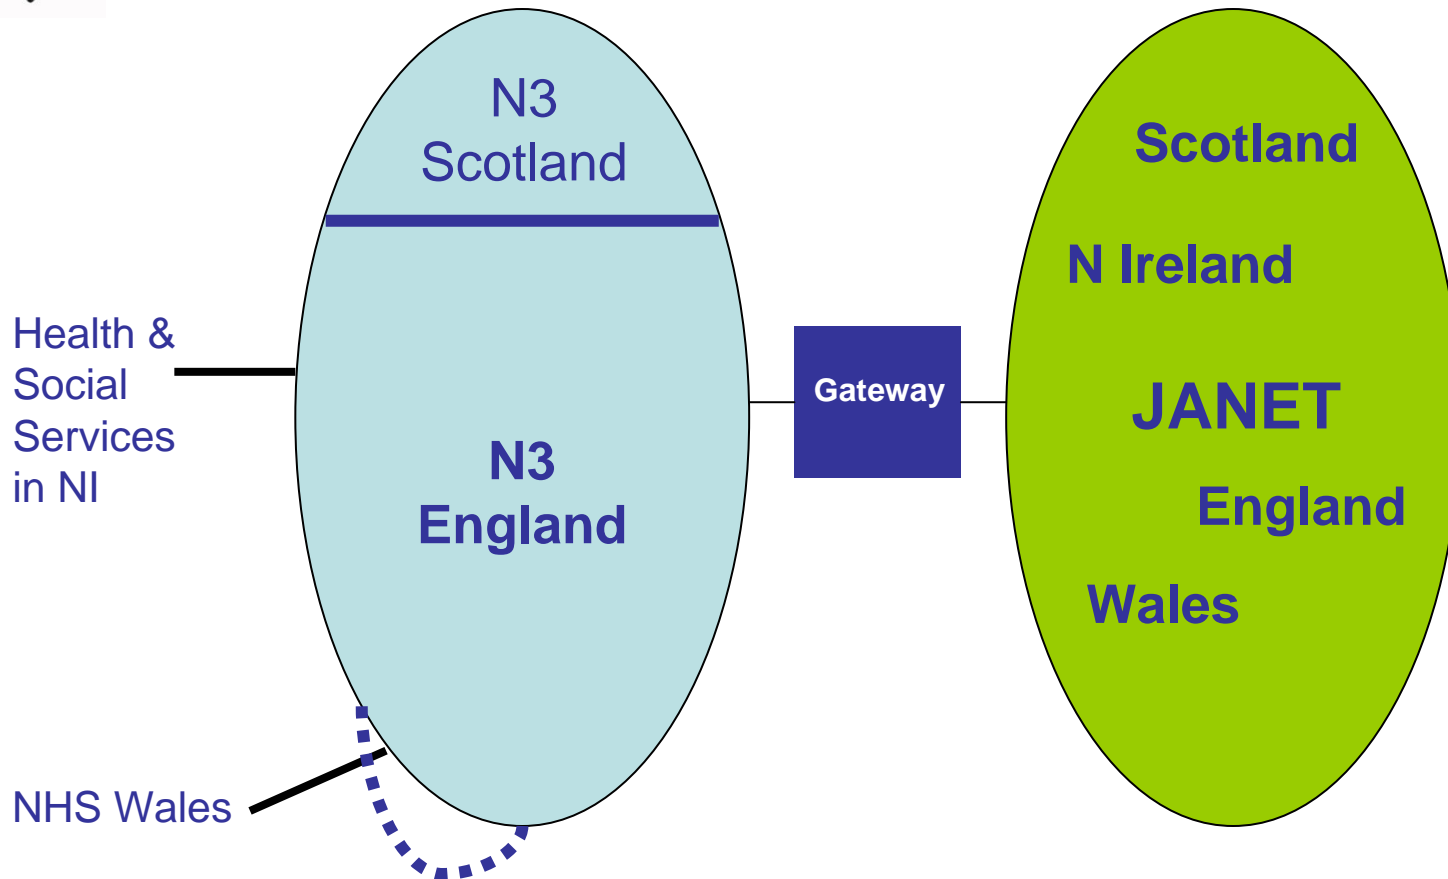 N3
Scotland
Health &
Social
Services
in NI
N3
England
NHS Wales
Gateway
Scotland
N Ireland
JANET
England
Wales